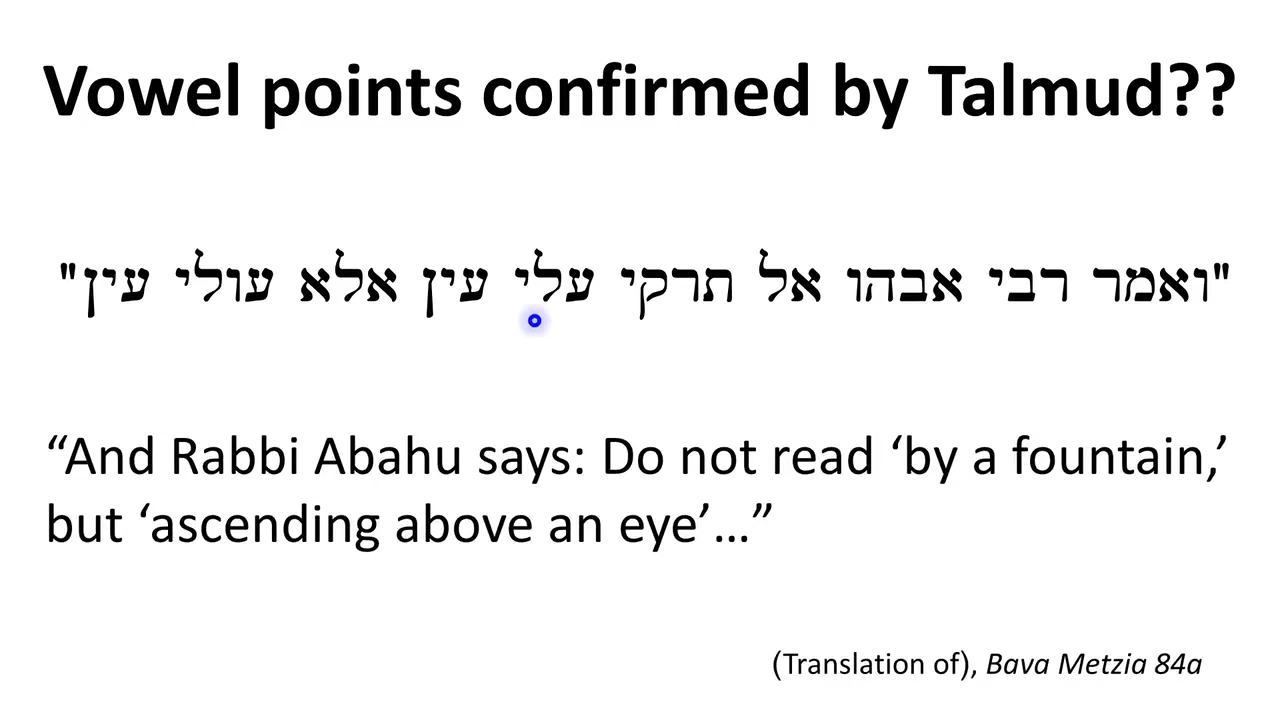 Vowel points confirmed by Talmud??
"ואמר רבי אבהו אל תרקי עלי עין אלא עולי עין"
“And Rabbi Abahu says: Do not read ‘by a fountain,’
but ‘ascending above an eye’…”
(Translation of), Bava Metzia 84a